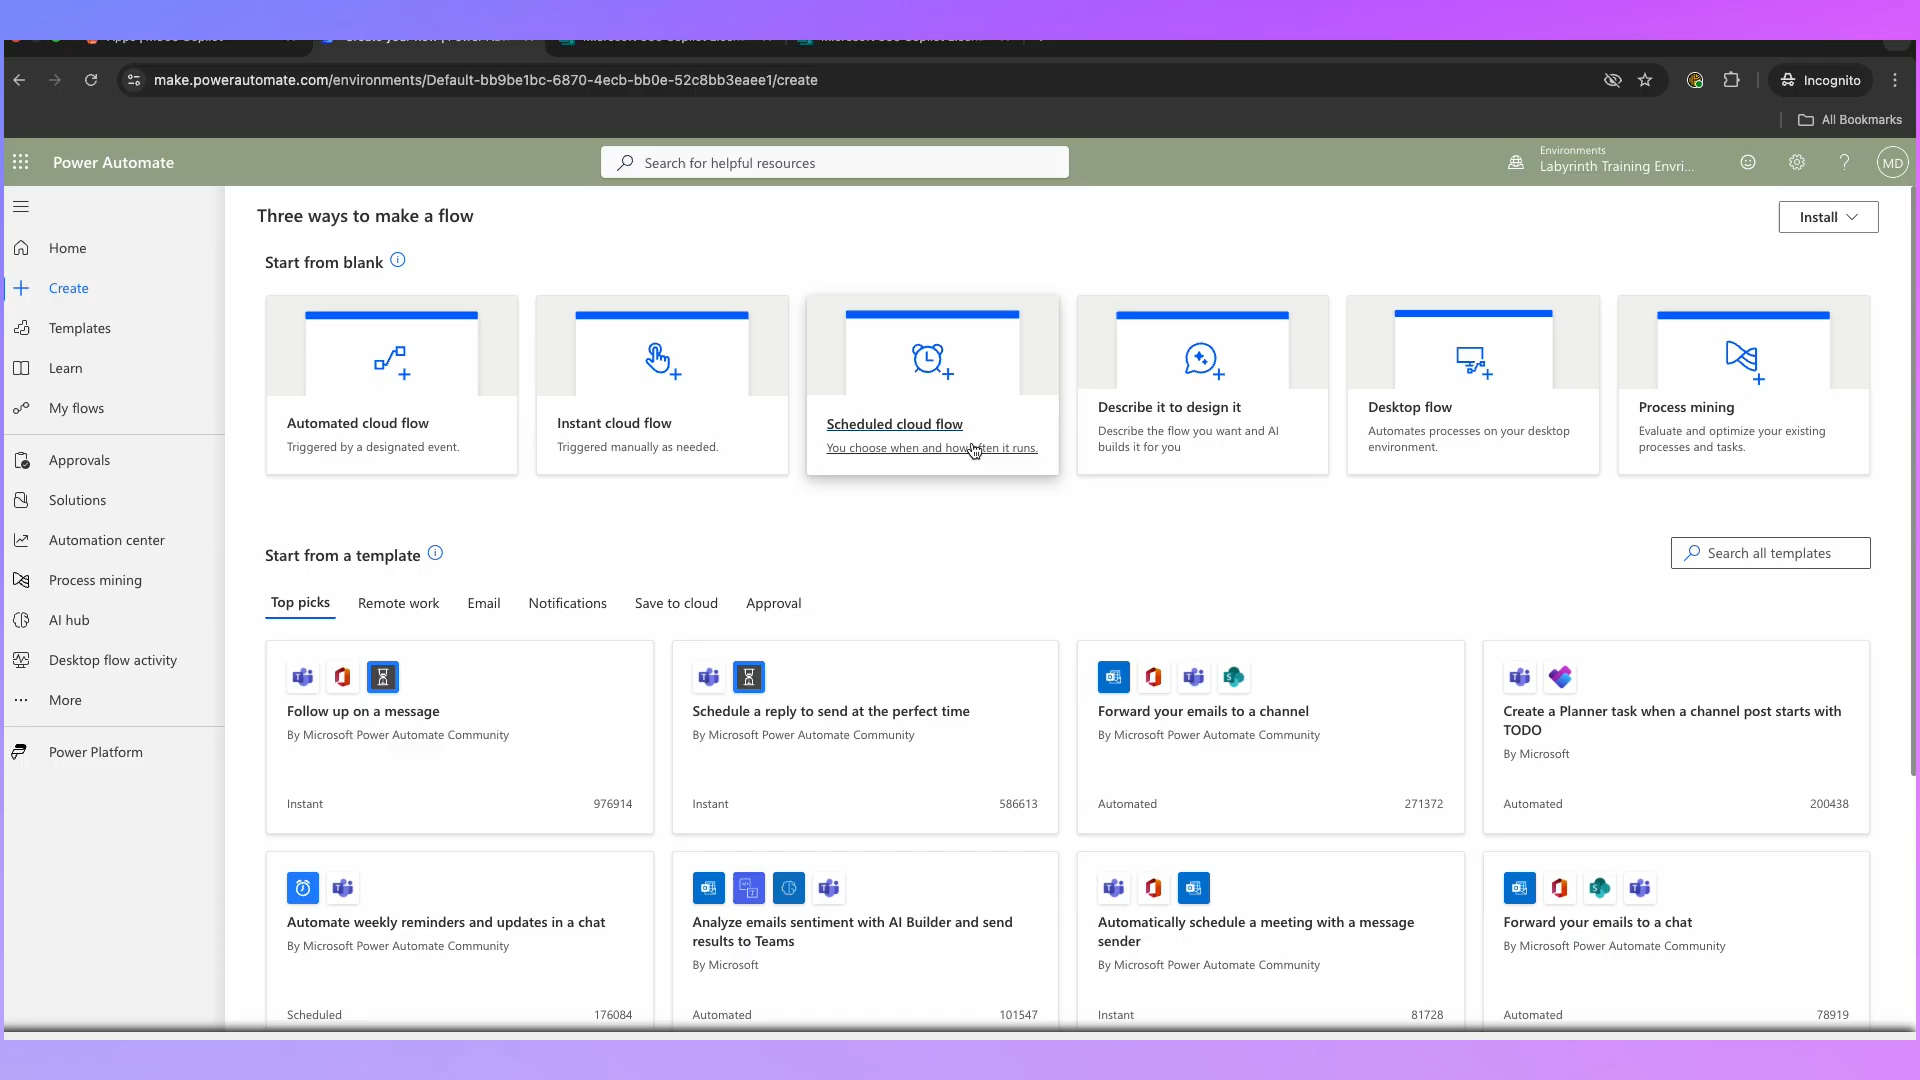 make.powerautomate.com/environments/Default-bb9be1bc-6870-4ecb-bb0e-52c8bb3eaee1/create
Incognito
All Bookmarks
Power Automate
Search for helpful resources
Environments
Labyrinth Training Envri...
MD
Home
Create
Templates
Learn
My flows
Approvals
Solutions
Automation center
Process mining
AI hub
Desktop flow activity
More
Power Platform
Three ways to make a flow
Install
Start from blank
Automated cloud flow
Triggered by a designated event.
Instant cloud flow
Triggered manually as needed.
Scheduled cloud flow
You choose when and how often it runs.
Describe it to design it
Describe the flow you want and AI
builds it for you
Desktop flow
Automates processes on your desktop
environment.
Process mining
Evaluate and optimize your existing
processes and tasks.
Start from a template
Search all templates
Top picks
Remote work
Email
Notifications
Save to cloud
Approval
Follow up on a message
By Microsoft Power Automate Community
Instant
976914
Schedule a reply to send at the perfect time
By Microsoft Power Automate Community
Instant
586613
Forward your emails to a channel
By Microsoft Power Automate Community
Automated
271372
Create a Planner task when a channel post starts with
TODO
By Microsoft
Automated
200438
Automate weekly reminders and updates in a chat
By Microsoft Power Automate Community
Scheduled
176084
Analyze emails sentiment with AI Builder and send
results to Teams
By Microsoft
Automated
101547
Automatically schedule a meeting with a message
sender
By Microsoft Power Automate Community
Instant
81728
Forward your emails to a chat
By Microsoft Power Automate Community
Automated
78919